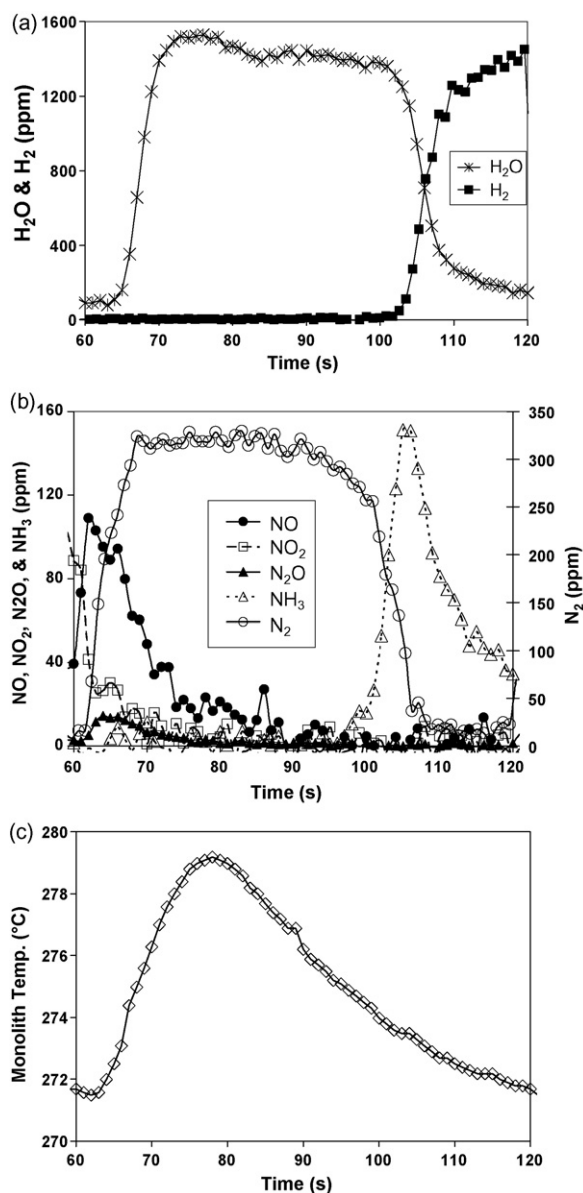 (a)
1600
1200
800
400
0
H₂O & H₂ (ppm)
H₂O
H₂
60 70 80 90 100 110 120
Time (s)
(b)
160
120
80
40
0
NO, NO₂, N2O, & NH₃ (ppm)
NO
NO₂
N₂O
NH₃
N₂
350
300
250
200
150
100
50
0
N₂ (ppm)
60 70 80 90 100 110 120
Time (s)
(c)
280
278
276
274
272
270
Monolith Temp. (°C)
60 70 80 90 100 110 120
Time (s)